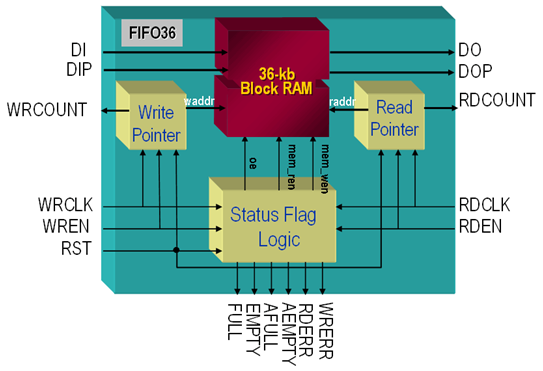 FIFO36
DI
DIP
36-kb
Block RAM
DO
DOP
WRCOUNT
Write
Pointer
waddr
raddr
Read
Pointer
RDCOUNT
oe
mem_ren
mem_wen
WRCLK
WREN
RST
Status Flag
Logic
RDCLK
RDEN
FULL
EMPTY
AFULL
AEMPTY
RDERR
WRERR